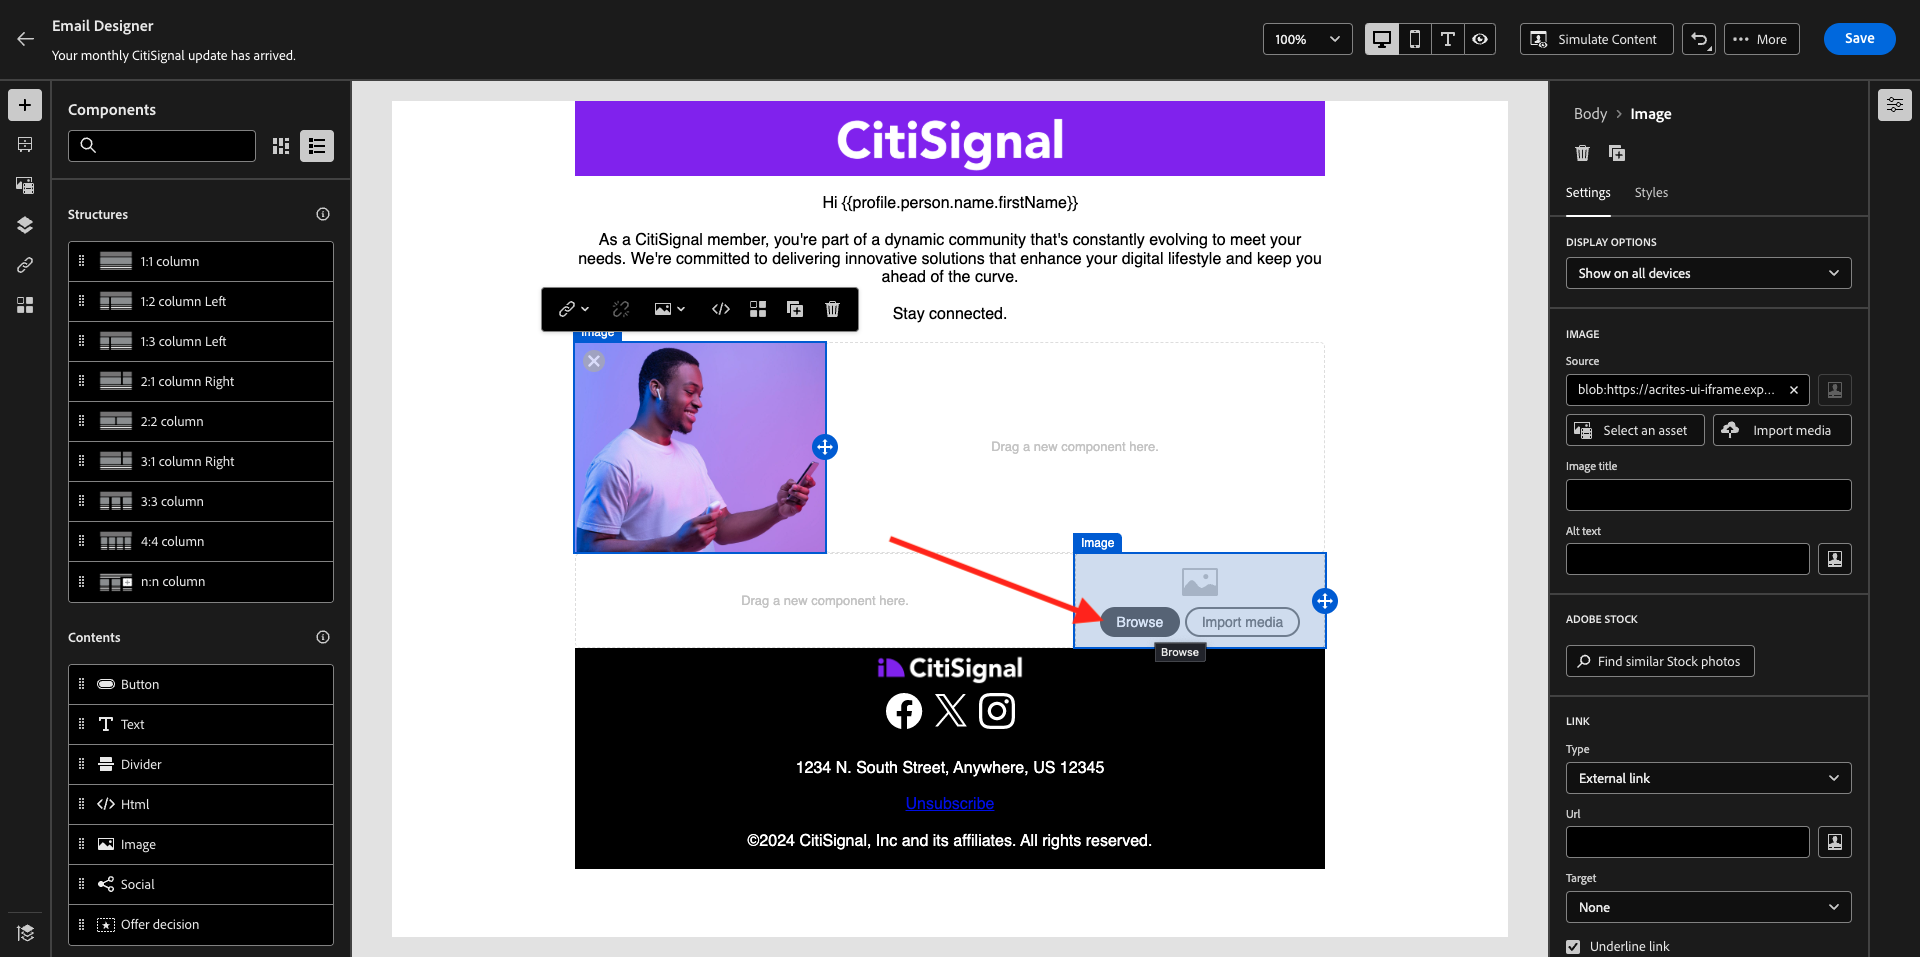 Email Designer
Your monthly CitiSignal update has arrived.
100%
Simulate Content
More
Save
Components
Structures
1:1 column
1:2 column Left
1:3 column Left
2:1 column Right
2:2 column
3:1 column Right
3:3 column
4:4 column
n:n column
Contents
Button
Text
Divider
Html
Image
Social
Offer decision
CitiSignal
Hi {{profile.person.name.firstName}}
As a CitiSignal member, you're part of a dynamic community that's constantly evolving to meet your
needs. We're committed to delivering innovative solutions that enhance your digital lifestyle and keep you
ahead of the curve.
Stay connected.
Image
Drag a new component here.
Drag a new component here.
Image
Browse
Import media
Browse
CitiSignal
1234 N. South Street, Anywhere, US 12345
Unsubscribe
©2024 CitiSignal, Inc and its affiliates. All rights reserved.
Body > Image
Settings
Styles
DISPLAY OPTIONS
Show on all devices
IMAGE
Source
blob:https://acrites-ui-iframe.exp...
Select an asset
Import media
Image title
Alt text
ADOBE STOCK
Find similar Stock photos
LINK
Type
External link
Url
Target
None
Underline link